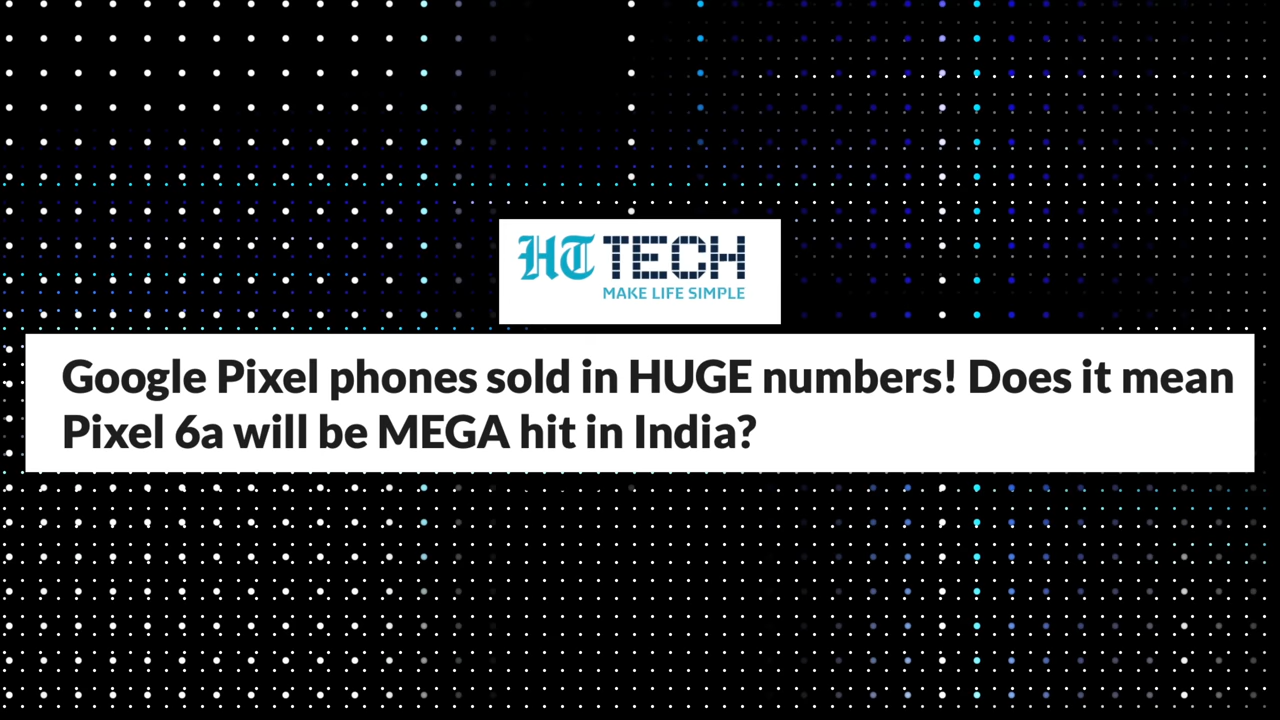 HT TECH
MAKE LIFE SIMPLE
Google Pixel phones sold in HUGE numbers! Does it mean
Pixel 6a will be MEGA hit in India?